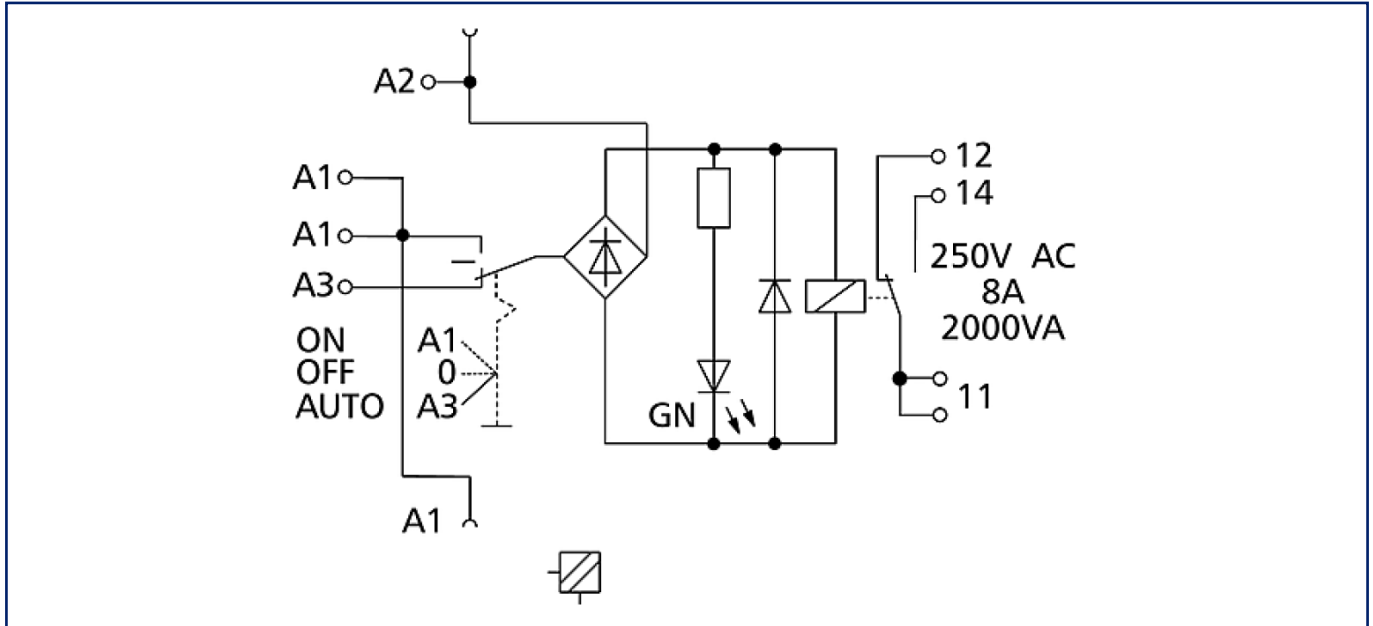 A2
A1
A1
A3
ON A1
OFF 0
AUTO A3
A1
GN
12
14
250V AC
8A
2000VA
11